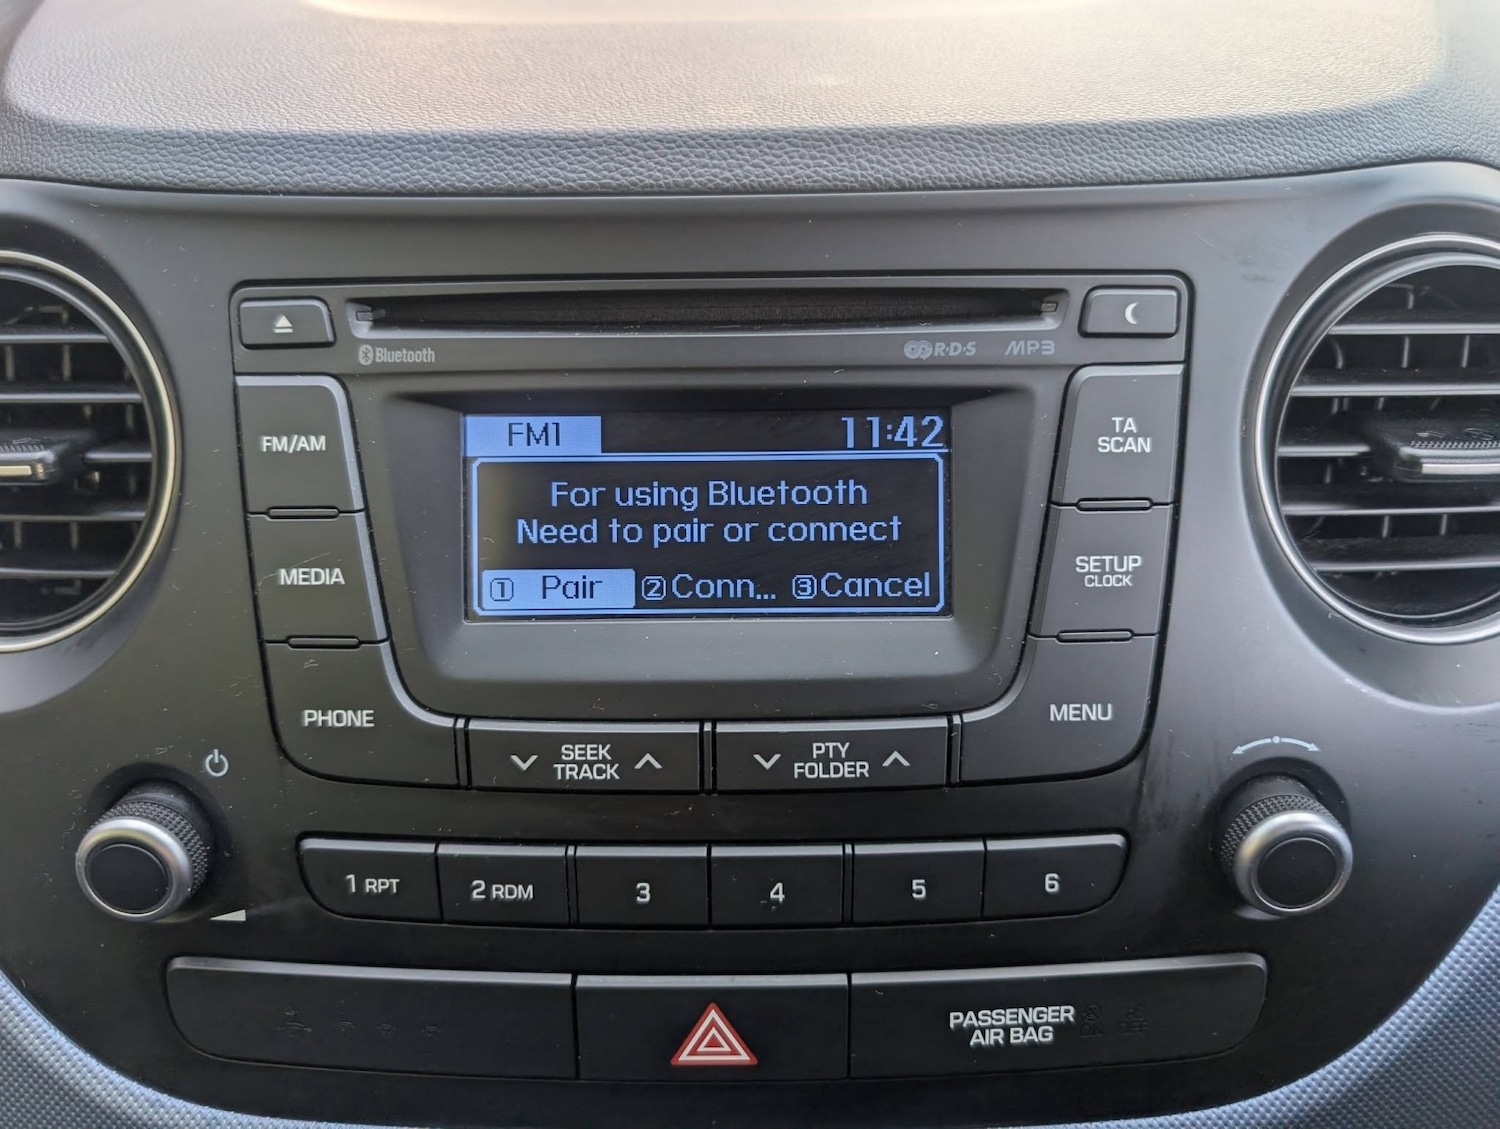 Bluetooth
R·D·S MP3
FM/AM
MEDIA
PHONE
FM1 11:42
For using Bluetooth
Need to pair or connect
1 Pair 2 Conn... 3 Cancel
TA
SCAN
SETUP
CLOCK
MENU
SEEK
TRACK
PTY
FOLDER
1 RPT
2 RDM
3
4
5
6
PASSENGER
AIR BAG
ON OFF